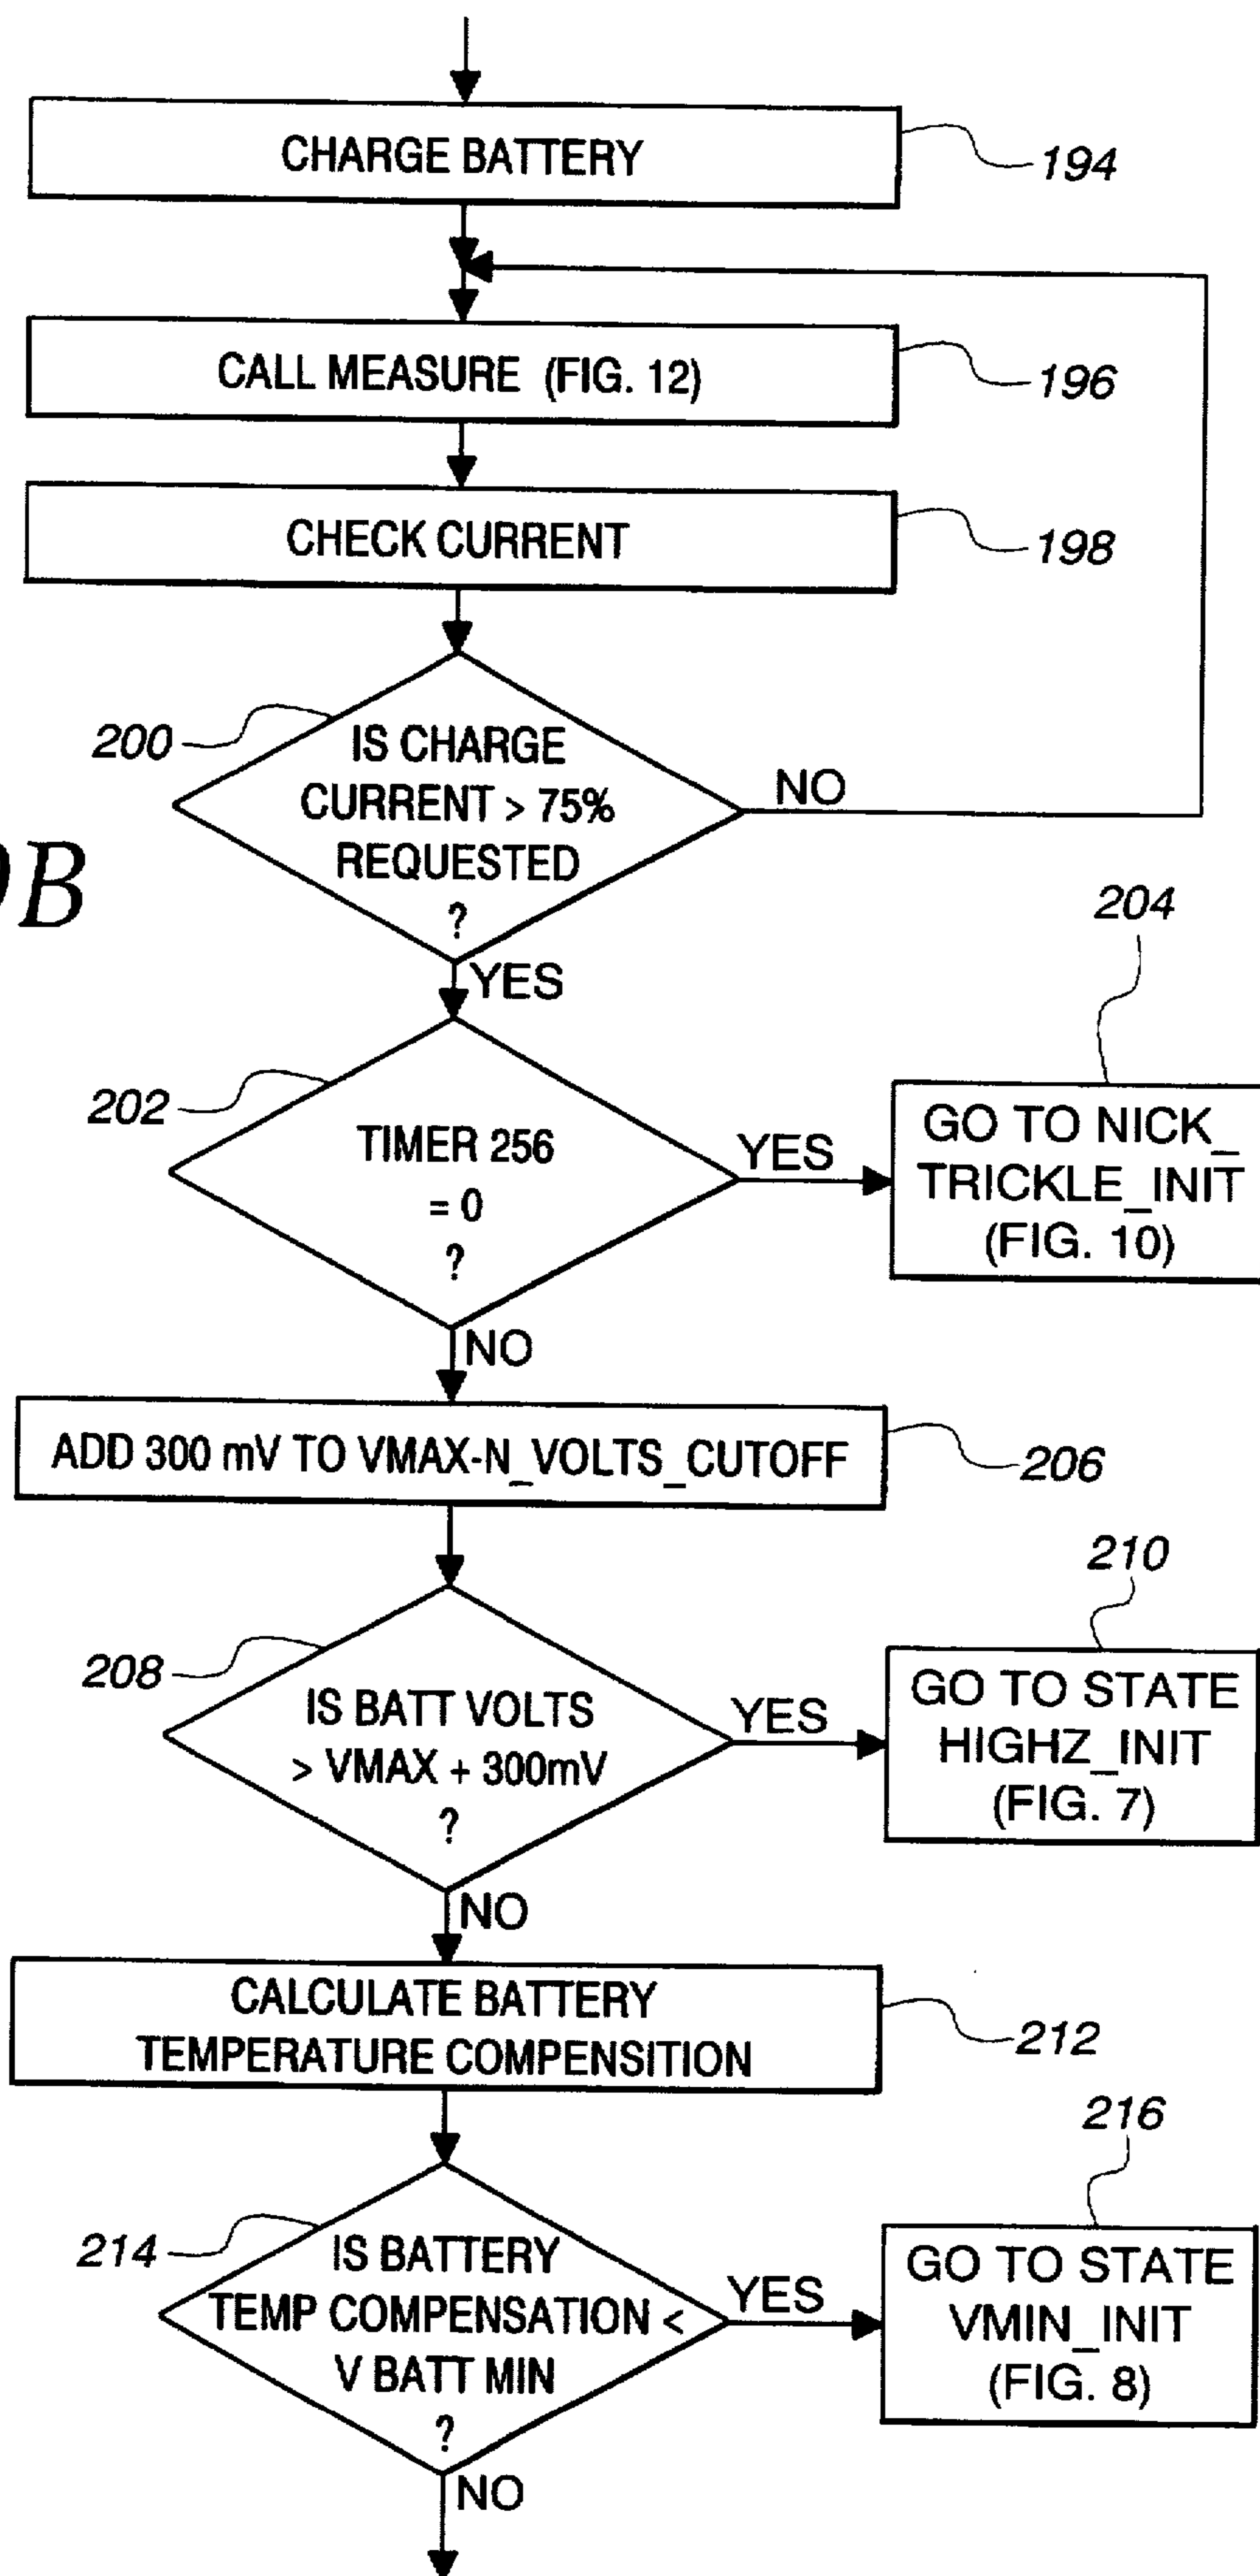 CHARGE BATTERY
194
CALL MEASURE (FIG. 12)
196
CHECK CURRENT
198
200
IS CHARGE
CURRENT > 75%
REQUESTED
?
NO
YES
B
204
202
TIMER 256
= 0
?
YES
GO TO NICK_
TRICKLE_INIT
(FIG. 10)
NO
ADD 300 mV TO VMAX-N_VOLTS_CUTOFF
206
210
208
IS BATT VOLTS
> VMAX + 300mV
?
YES
GO TO STATE
HIGHZ_INIT
(FIG. 7)
NO
CALCULATE BATTERY
TEMPERATURE COMPENSITION
212
216
214
IS BATTERY
TEMP COMPENSATION <
V BATT MIN
?
YES
GO TO STATE
VMIN_INIT
(FIG. 8)
NO